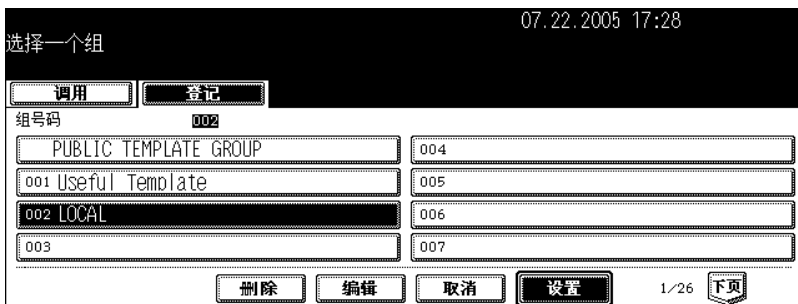 07.22.2005 17:28
选择一个组
调用 登记
组号码 002
PUBLIC TEMPLATE GROUP 004
001 Useful Template 005
002 LOCAL 006
003 007
删除 编辑 取消 设置 1/26 下页